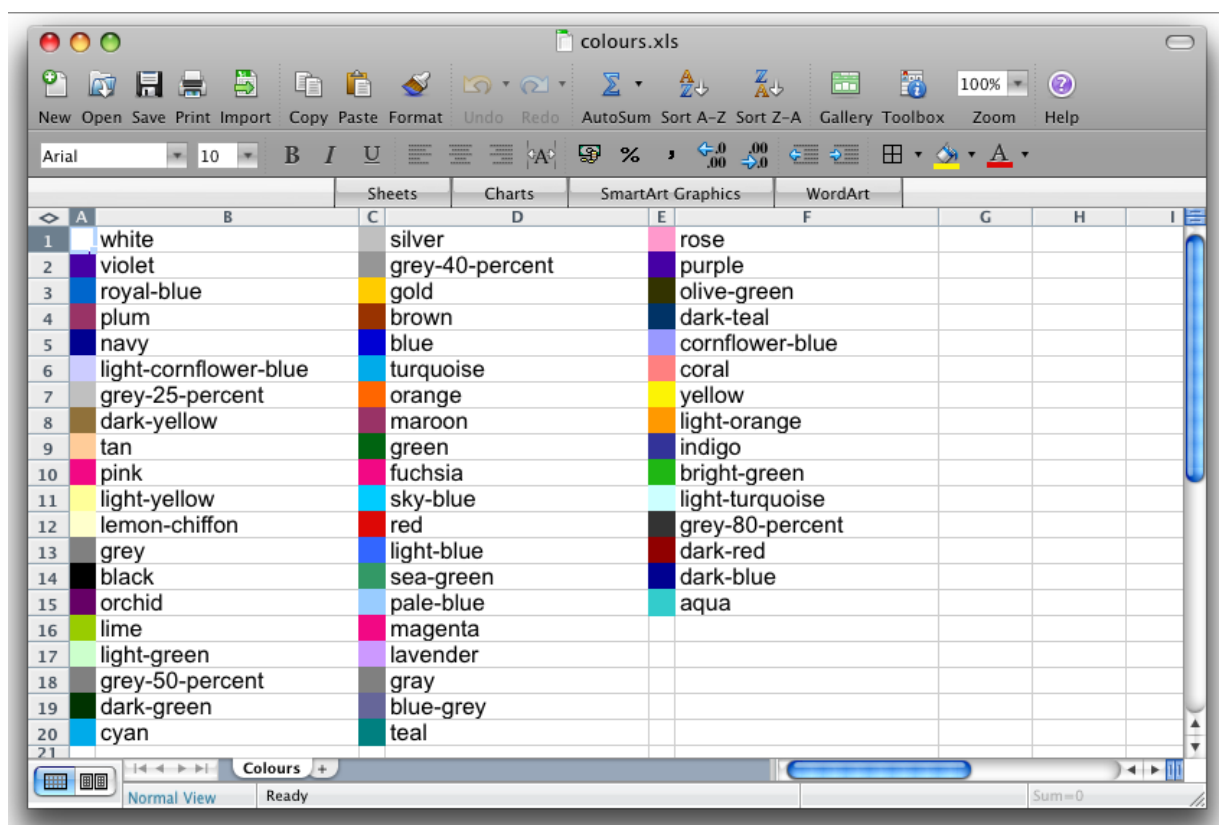 colours.xls
New Open Save Print Import Copy Paste Format Undo Redo AutoSum Sort A-Z Sort Z-A Gallery Toolbox 100% Zoom Help
Arial 10 B I U
Sheets Charts SmartArt Graphics WordArt
A B C D E F G H I
1 white silver rose
2 violet grey-40-percent purple
3 royal-blue gold olive-green
4 plum brown dark-teal
5 navy blue cornflower-blue
6 light-cornflower-blue turquoise coral
7 grey-25-percent orange yellow
8 dark-yellow maroon light-orange
9 tan green indigo
10 pink fuchsia bright-green
11 light-yellow sky-blue light-turquoise
12 lemon-chiffon red grey-80-percent
13 grey light-blue dark-red
14 black sea-green dark-blue
15 orchid pale-blue aqua
16 lime magenta
17 light-green lavender
18 grey-50-percent gray
19 dark-green blue-grey
20 cyan teal
21
Colours +
Normal View Ready Sum=0